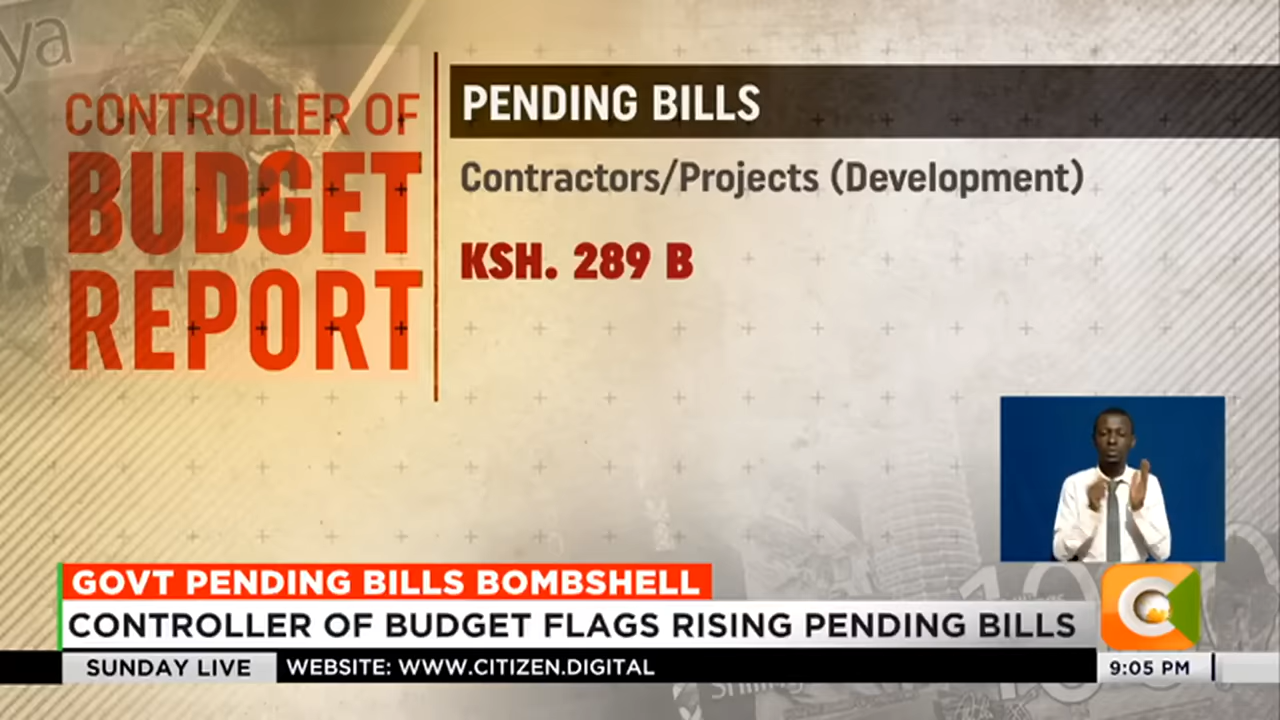 ya
CONTROLLER OF
BUDGET
REPORT
PENDING BILLS
Contractors/Projects (Development)
KSH. 289 B
GOVT PENDING BILLS BOMBSHELL
CONTROLLER OF BUDGET FLAGS RISING PENDING BILLS
SUNDAY LIVE
WEBSITE: WWW.CITIZEN.DIGITAL
9:05 PM